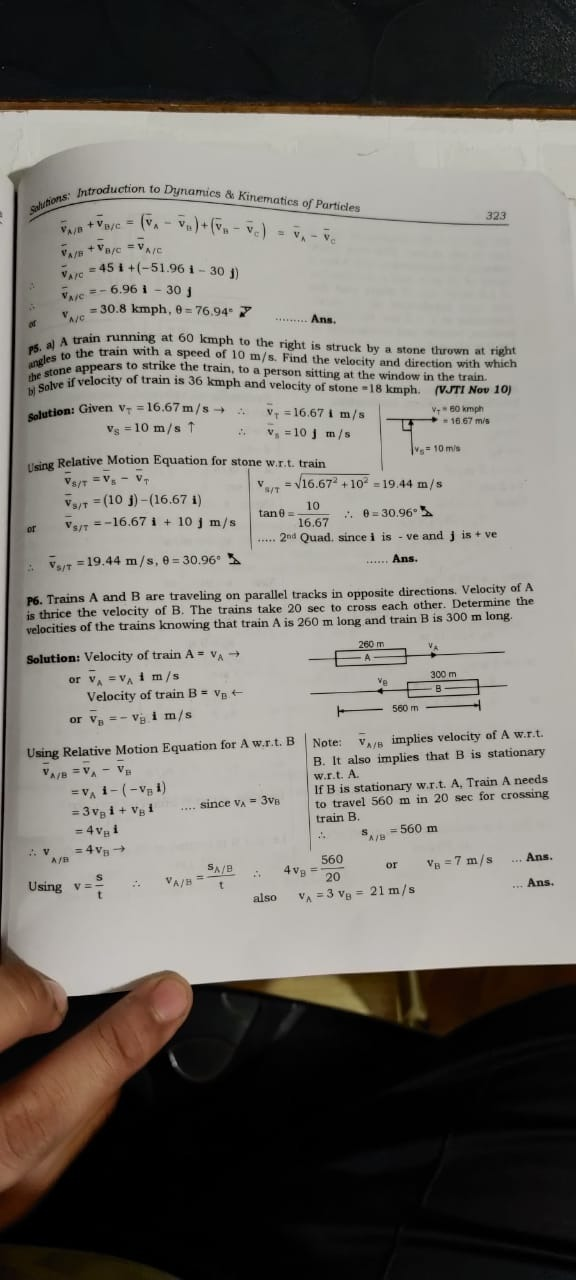 Solutions: Introduction to Dynamics & Kinematics of Particles
323
v̄A/B + v̄B/C = (v̄A - v̄B)+(v̄B - v̄C) = v̄A - v̄C
v̄A/B + v̄B/C = v̄A/C
∴ v̄A/C = 45 i +(-51.96 i - 30 j)
∴ v̄A/C = - 6.96 i - 30 j
or vA/C = 30.8 kmph, θ = 76.94° ......... Ans.
P5. a) A train running at 60 kmph to the right is struck by a stone thrown at right
angles to the train with a speed of 10 m/s. Find the velocity and direction with which
the stone appears to strike the train, to a person sitting at the window in the train.
b) Solve if velocity of train is 36 kmph and velocity of stone =18 kmph. (VJTI Nov 10)
Solution: Given vT = 16.67 m/s → ∴ v̄T = 16.67 i m/s
vS = 10 m/s ↑ ∴ v̄S = 10 j m/s
vT = 60 kmph
= 16.67 m/s
vS = 10 m/s
Using Relative Motion Equation for stone w.r.t. train
v̄S/T = v̄S - v̄T
v̄S/T = (10 j)-(16.67 i)
or v̄S/T = -16.67 i + 10 j m/s
vS/T = √16.67² + 10² = 19.44 m/s
tanθ = 10/16.67 ∴ θ = 30.96°
..... 2nd Quad. since i is - ve and j is + ve
∴ v̄S/T = 19.44 m/s, θ = 30.96° ...... Ans.
P6. Trains A and B are traveling on parallel tracks in opposite directions. Velocity of A
is thrice the velocity of B. The trains take 20 sec to cross each other. Determine the
velocities of the trains knowing that train A is 260 m long and train B is 300 m long.
Solution: Velocity of train A = vA →
or v̄A = vA i m/s
Velocity of train B = vB ←
or v̄B = - vB i m/s
260 m
vA
A
300 m
vB
B
560 m
Using Relative Motion Equation for A w.r.t. B
v̄A/B = v̄A - v̄B
= vA i-(-vB i)
= 3vB i + vB i .... since vA = 3vB
= 4vB i
∴ vA/B = 4vB →
Note: v̄A/B implies velocity of A w.r.t.
B. It also implies that B is stationary
w.r.t. A.
If B is stationary w.r.t. A, Train A needs
to travel 560 m in 20 sec for crossing
train B.
∴ sA/B = 560 m
Using v = s/t ∴ vA/B = sA/B/t ∴ 4vB = 560/20 or vB = 7 m/s ... Ans.
also vA = 3 vB = 21 m/s ... Ans.